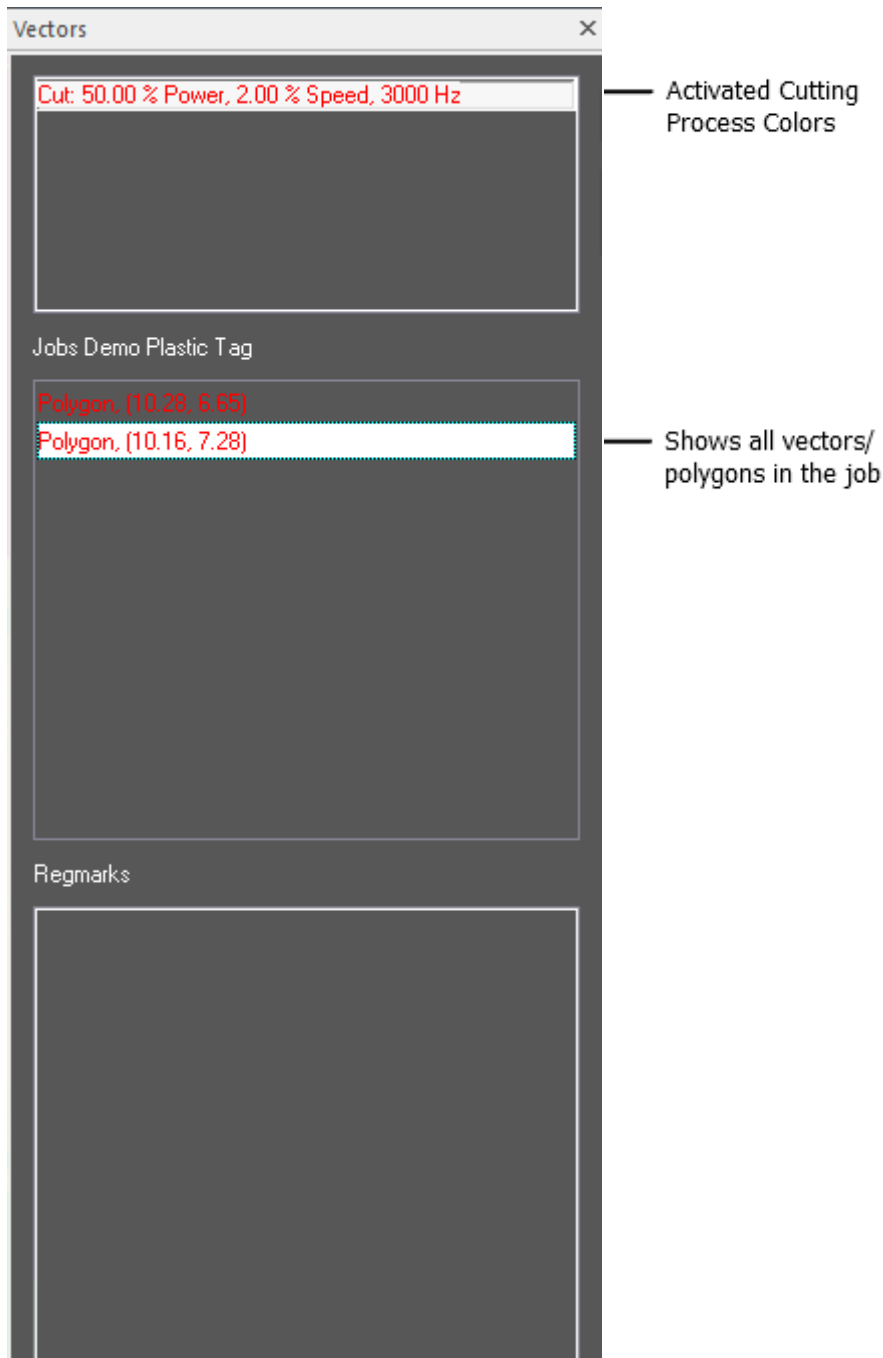 Vectors
Cut: 50.00 % Power, 2.00 % Speed, 3000 Hz
Activated Cutting
Process Colors
Jobs Demo Plastic Tag
Polygon, (10.28, 6.65)
Polygon, (10.16, 7.28)
Shows all vectors/
polygons in the job
Regmarks